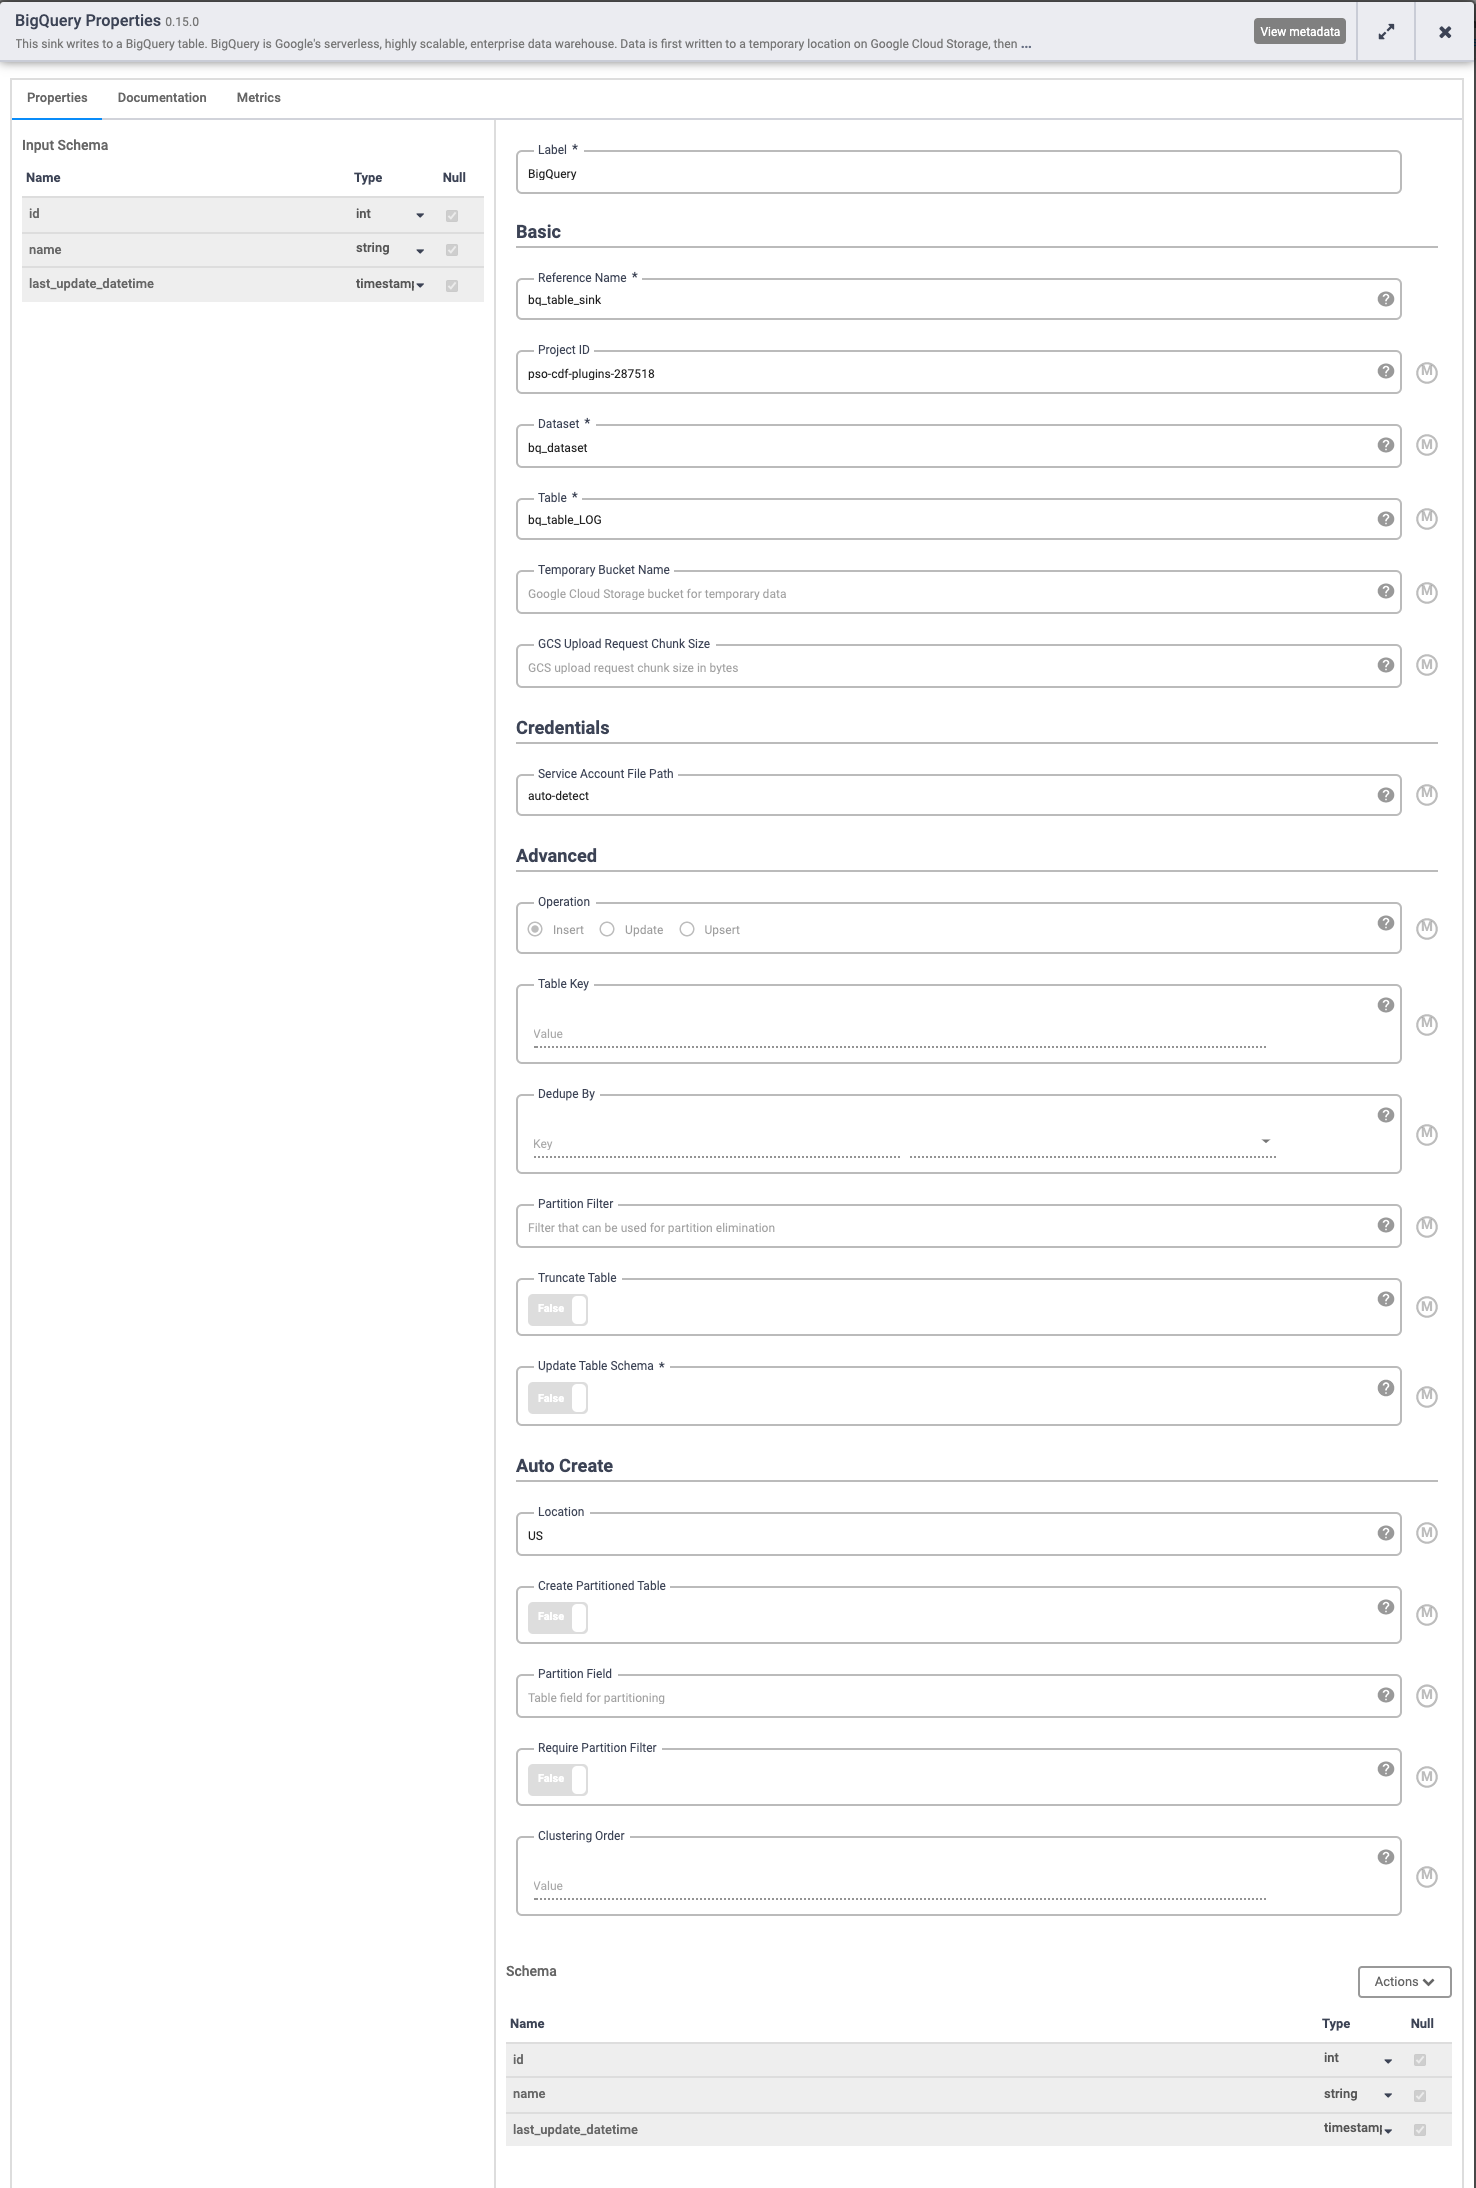 BigQuery Properties 0.15.0
This sink writes to a BigQuery table. BigQuery is Google's serverless, highly scalable, enterprise data warehouse. Data is first written to a temporary location on Google Cloud Storage, then ...
View metadata
Properties Documentation Metrics
Input Schema
Name Type Null
id int
name string
last_update_datetime timestamp
Label *
BigQuery
Basic
Reference Name *
bq_table_sink
Project ID
pso-cdf-plugins-287518
M
Dataset *
bq_dataset
M
Table *
bq_table_LOG
M
Temporary Bucket Name
Google Cloud Storage bucket for temporary data
M
GCS Upload Request Chunk Size
GCS upload request chunk size in bytes
M
Credentials
Service Account File Path
auto-detect
M
Advanced
Operation
Insert Update Upsert
M
Table Key
Value
M
Dedupe By
Key
M
Partition Filter
Filter that can be used for partition elimination
M
Truncate Table
False
M
Update Table Schema *
False
M
Auto Create
Location
US
M
Create Partitioned Table
False
M
Partition Field
Table field for partitioning
M
Require Partition Filter
False
M
Clustering Order
Value
M
Schema
Actions
Name Type Null
id int
name string
last_update_datetime timestamp